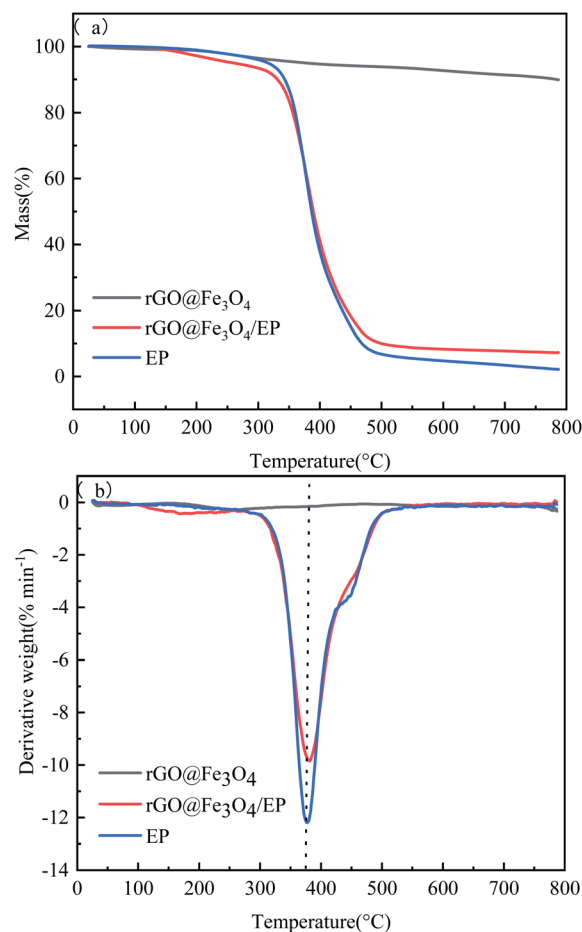 ( a)
100
80
60
40
20
0
Mass(%)
rGO@Fe₃O₄
rGO@Fe₃O₄/EP
EP
0 100 200 300 400 500 600 700 800
Temperature(°C)
( b)
0
-2
-4
-6
-8
-10
-12
-14
Derivative weight(% min⁻¹)
rGO@Fe₃O₄
rGO@Fe₃O₄/EP
EP
0 100 200 300 400 500 600 700 800
Temperature(°C)